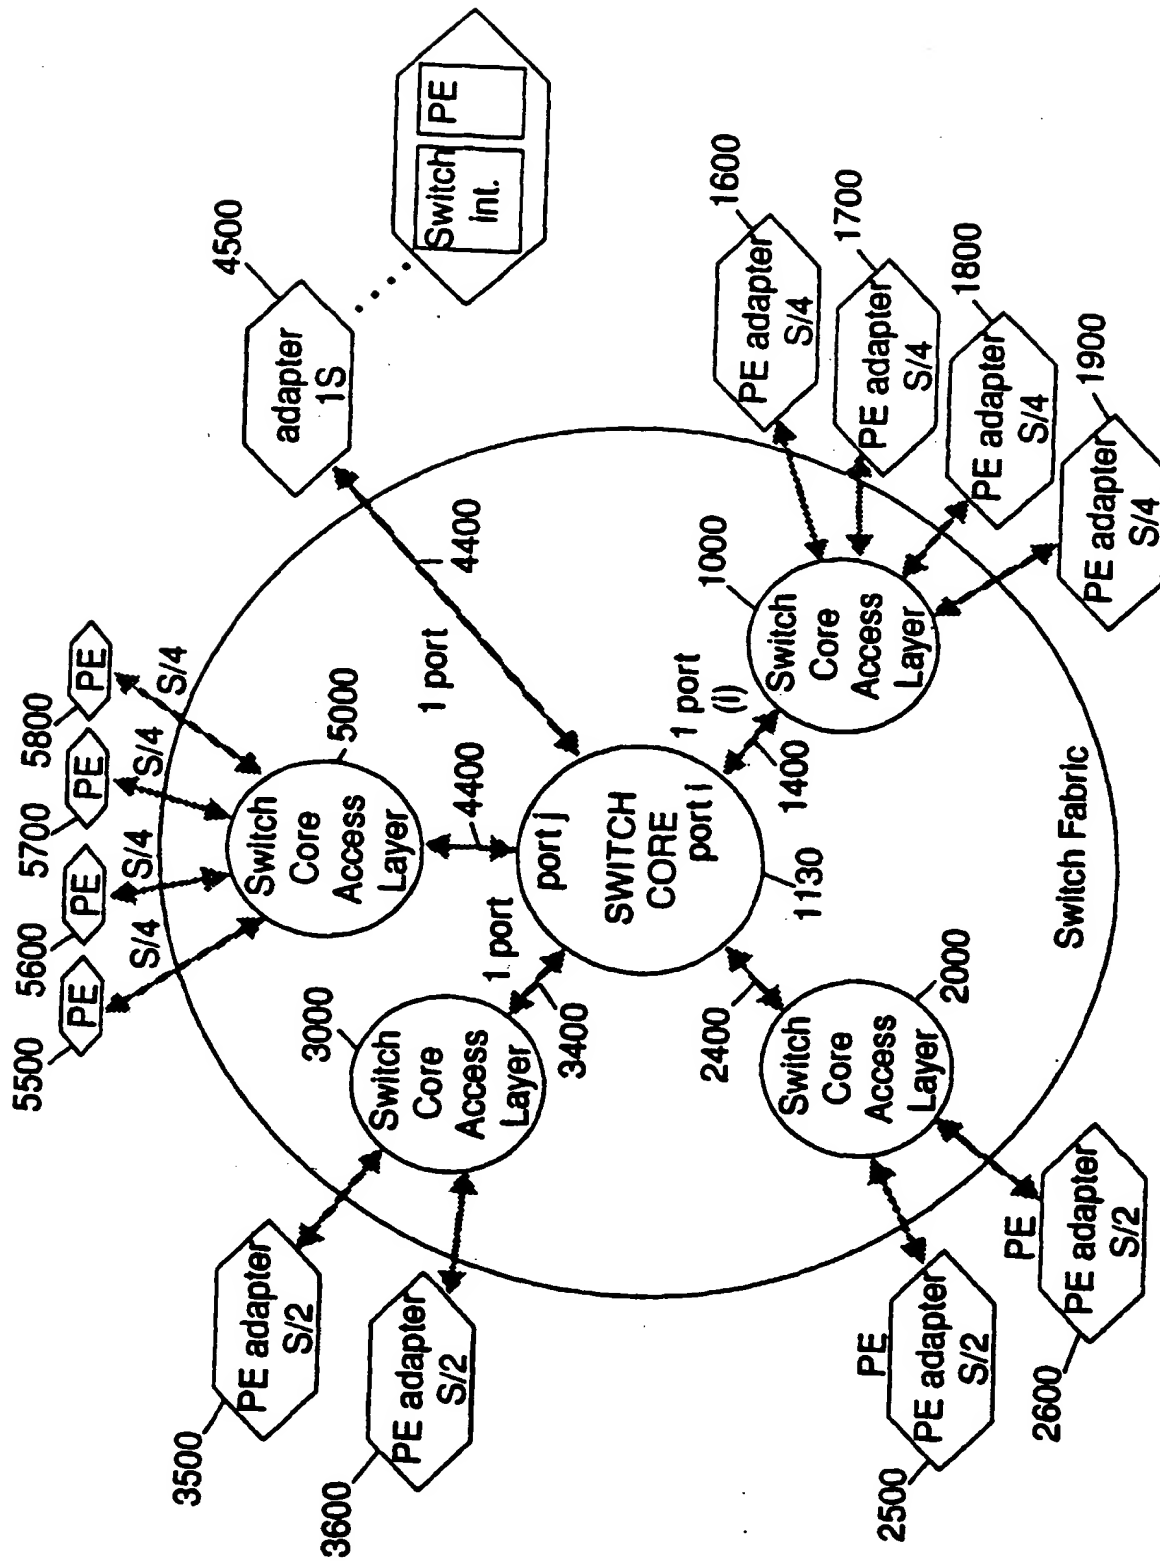 5500
PE
5600
PE
5700
PE
5800
PE
S/4
S/4
S/4
S/4
3500
PE adapter
S/2
3600
PE adapter
S/2
3000
Switch
Core
Access
Layer
3400
1 port
Switch
Core
Access
Layer
5000
4400
1 port
4400
4500
adapter
1S
Switch
int.
PE
port j
SWITCH
CORE
port i
1130
1 port
(i)
1400
1000
Switch
Core
Access
Layer
1600
PE adapter
S/4
1700
PE adapter
S/4
1800
PE adapter
S/4
1900
PE adapter
S/4
2400
2000
Switch
Core
Access
Layer
PE
PE adapter
S/2
2500
PE
PE adapter
S/2
2600
Switch Fabric